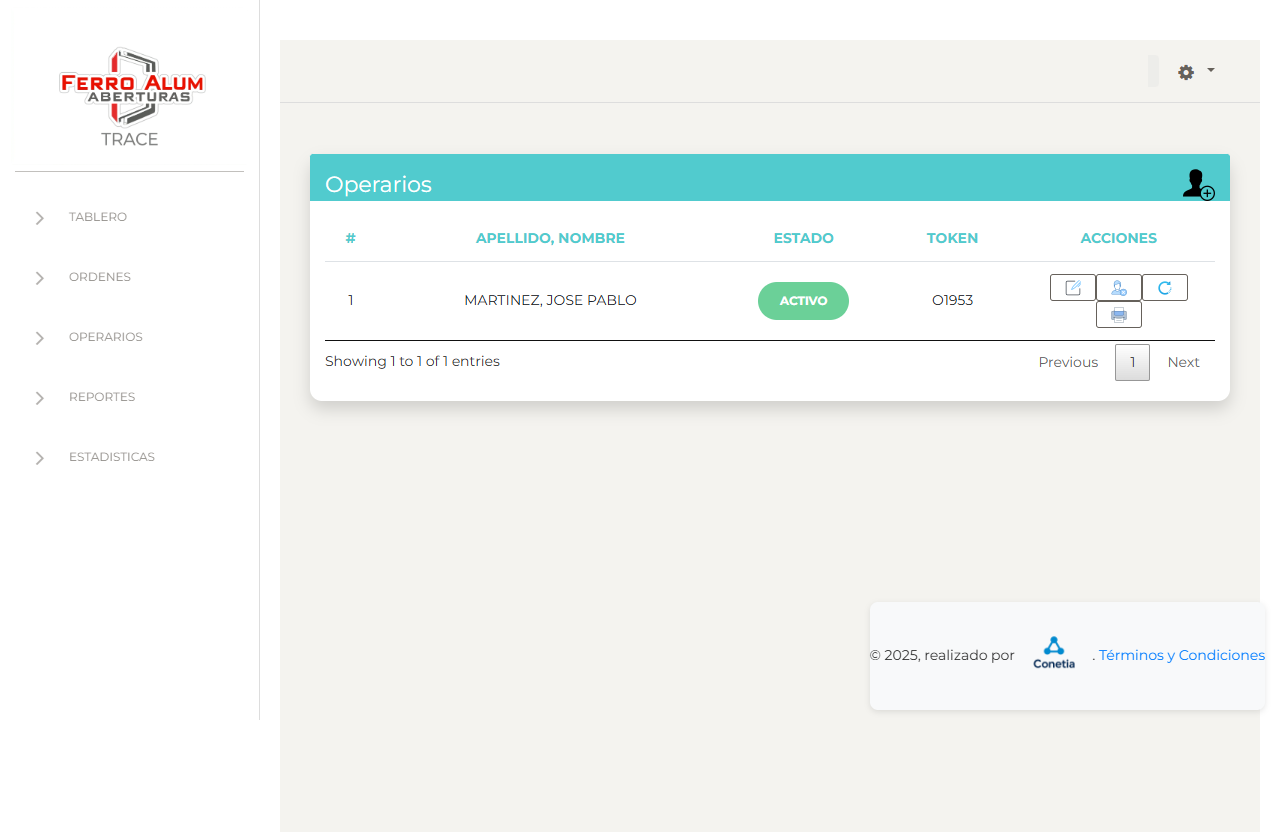 FERRO ALUM
ABERTURAS
TRACE
TABLERO
ORDENES
OPERARIOS
REPORTES
ESTADISTICAS
Operarios
# APELLIDO, NOMBRE ESTADO TOKEN ACCIONES
1 MARTINEZ, JOSE PABLO ACTIVO O1953
Showing 1 to 1 of 1 entries Previous 1 Next
© 2025, realizado por Conetia . Términos y Condiciones